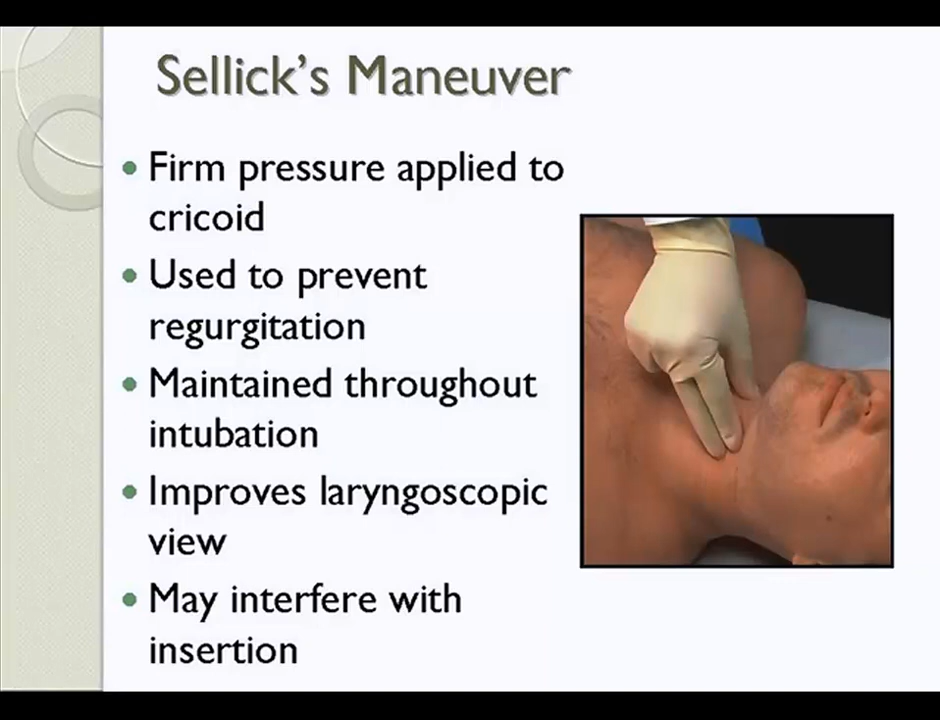 Sellick's Maneuver
• Firm pressure applied to
cricoid
• Used to prevent
regurgitation
• Maintained throughout
intubation
• Improves laryngoscopic
view
• May interfere with
insertion